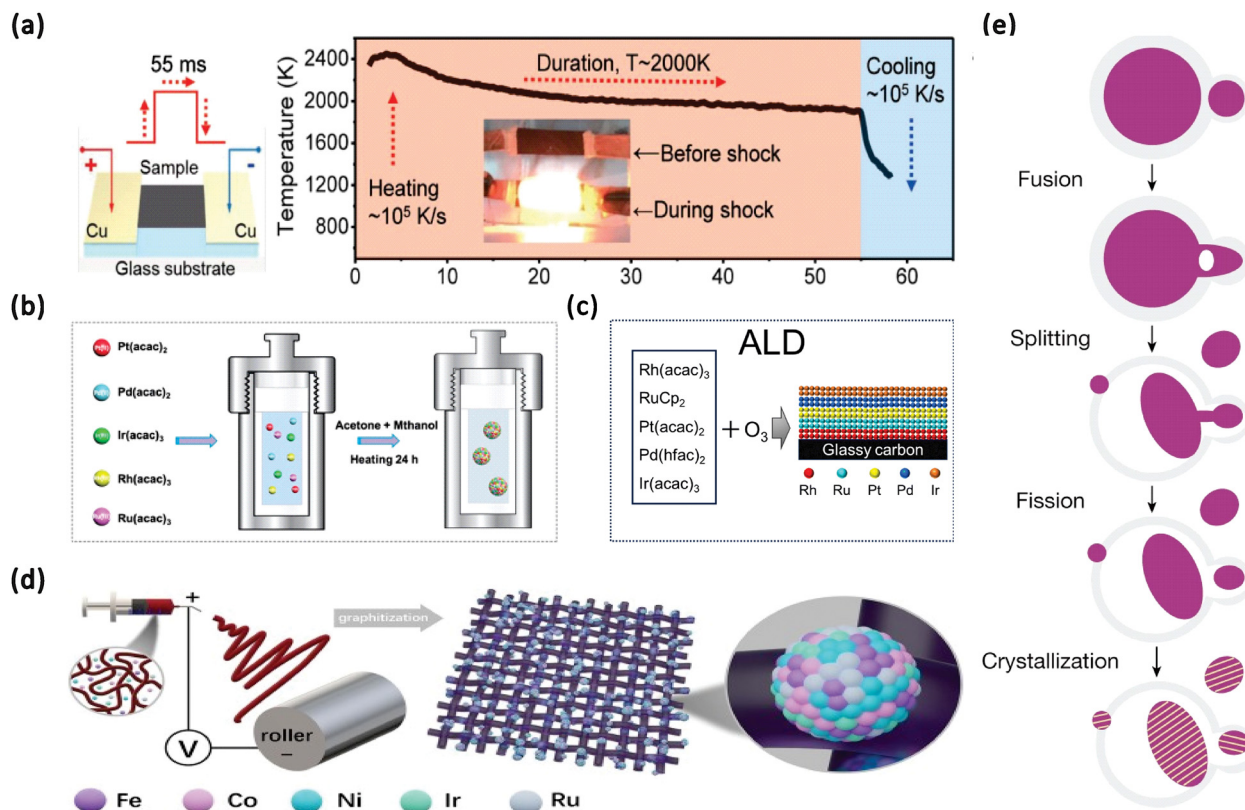 (a)
55 ms
+
Sample
-
Cu
Cu
Glass substrate
Temperature (K)
2400
2000
1600
1200
800
Duration, T~2000K
Cooling
~10⁵ K/s
Heating
~10⁵ K/s
←Before shock
←During shock
0
10
20
30
40
50
60
(b)
Pt(acac)₂
Pd(acac)₂
Ir(acac)₃
Rh(acac)₃
Ru(acac)₃
Acetone + Mthanol
Heating 24 h
(c)
ALD
Rh(acac)₃
RuCp₂
Pt(acac)₂
Pd(hfac)₂
Ir(acac)₃
+ O₃
Glassy carbon
Rh
Ru
Pt
Pd
Ir
(d)
+
graphitization
V
roller
−
Fe
Co
Ni
Ir
Ru
(e)
Fusion
Splitting
Fission
Crystallization